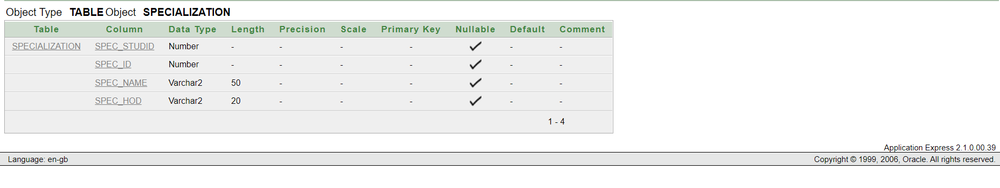 Object Type TABLE Object SPECIALIZATION
Table Column Data Type Length Precision Scale Primary Key Nullable Default Comment
SPECIALIZATION SPEC_STUDID Number - - - - ✓ - -
SPEC_ID Number - - - - ✓ - -
SPEC_NAME Varchar2 50 - - - ✓ - -
SPEC_HOD Varchar2 20 - - - ✓ - -
1 - 4
Application Express 2.1.0.00.39
Language: en-gb Copyright © 1999, 2006, Oracle. All rights reserved.